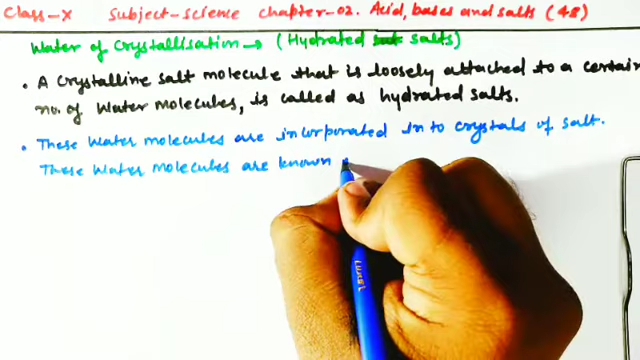 Class-X Subject-Science chapter-02. Acid, bases and salts (48)
Water of Crystallisation → (Hydrated salts)
• A crystalline salt molecule that is loosely attached to a certain
no. of water molecules, is called as hydrated salts.
• These water molecules are incorporated in to crystals of salt.
These water molecules are known